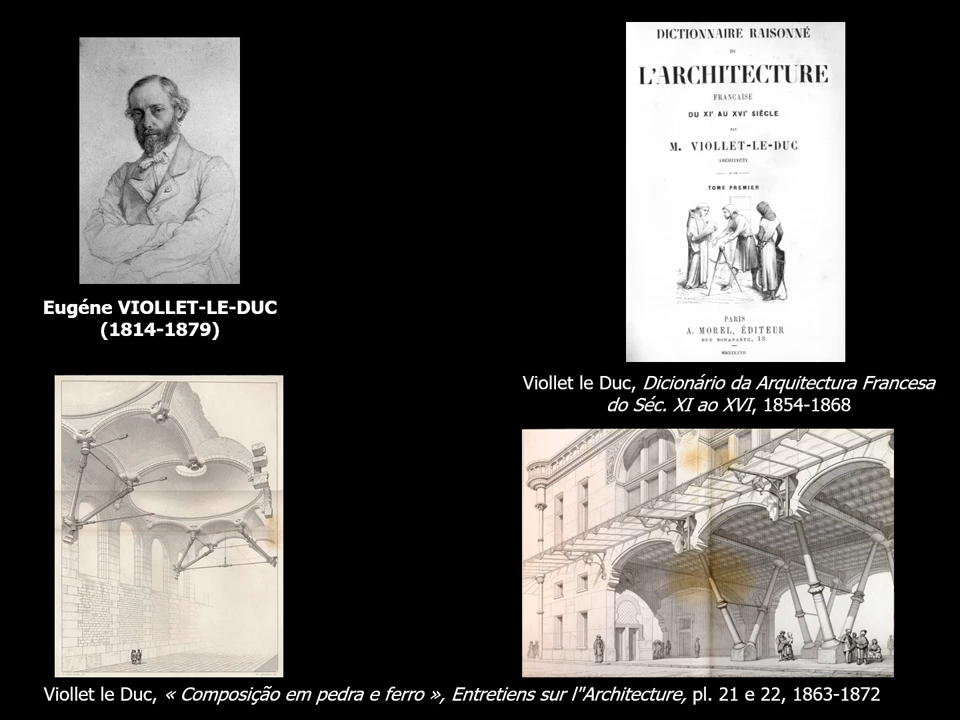 Eugéne VIOLLET-LE-DUC
(1814-1879)
DICTIONNAIRE RAISONNÉ
DE
L'ARCHITECTURE
FRANÇAISE
DU XIe AU XVIe SIÈCLE
PAR
M. VIOLLET-LE-DUC
ARCHITECTE
TOME PREMIER
PARIS
A. MOREL, ÉDITEUR
RUE BONAPARTE, 13.
Viollet le Duc, Dicionário da Arquitectura Francesa
do Séc. XI ao XVI, 1854-1868
Viollet le Duc, « Composição em pedra e ferro », Entretiens sur l"Architecture, pl. 21 e 22, 1863-1872